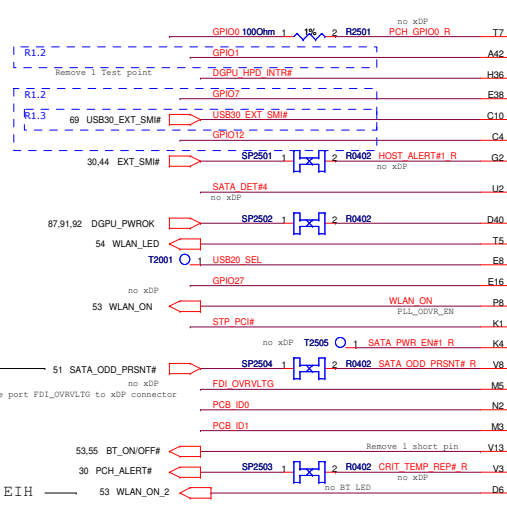 no xDP
GPIO0 100Ohm 1 1% 2 R2501 PCH_GPIO0_R T7
R1.2 GPIO1 A42
Remove 1 Test point DGPU_HPD_INTR# H36
R1.2 GPIO7 E38
R1.3 69 USB30_EXT_SMI# USB30_EXT_SMI# C10
GPIO12 C4
30,44 EXT_SMI# SP2501 1 2 R0402 HOST_ALERT#1_R G2
no xDP
SATA_DET#4 U2
no xDP
87,91,92 DGPU_PWROK SP2502 1 2 R0402 D40
54 WLAN_LED T5
T2001 1 USB20_SEL E8
GPIO27 E16
no xDP
53 WLAN_ON WLAN_ON P8
PLL_ODVR_EN
STP_PCI# K1
no xDP T2505 1 SATA_PWR_EN#1_R K4
51 SATA_ODD_PRSNT# SP2504 1 2 R0402 SATA_ODD_PRSNT#_R V8
no xDP FDI_OVRVLTG M5
e port FDI_OVRVLTG to xDP connector
PCB_ID0 N2
PCB_ID1 M3
53,55 BT_ON/OFF# Remove 1 short pin V13
30 PCH_ALERT# SP2503 1 2 R0402 CRIT_TEMP_REP#_R V3
no xDP
EIH 53 WLAN_ON_2 no BT LED D6